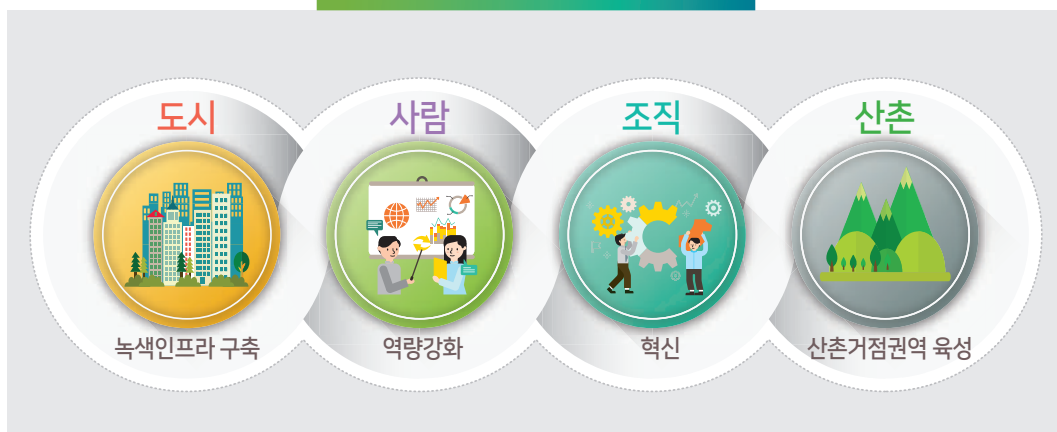 도시
사람
조직
산촌
녹색인프라 구축
역량강화
혁신
산촌거점권역 육성